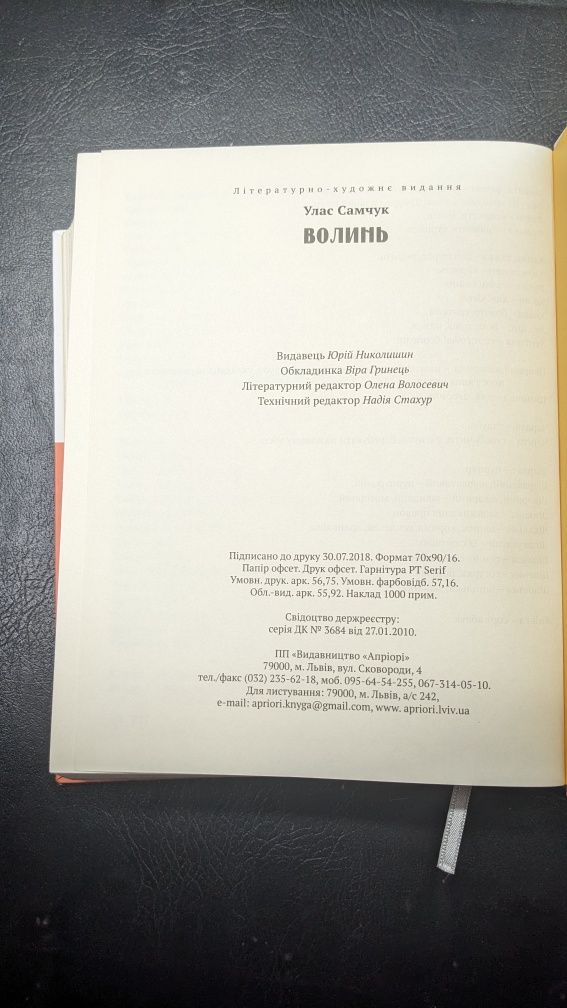 Літературно-художнє видання
Улас Самчук
ВОЛИНЬ
Видавець Юрій Николишин
Обкладинка Віра Гринець
Літературний редактор Олена Волосевич
Технічний редактор Надія Стахур
Підписано до друку 30.07.2018. Формат 70х90/16.
Папір офсет. Друк офсет. Гарнітура PT Serif
Умовн. друк. арк. 56,75. Умовн. фарбовідб. 57,16.
Обл.-вид. арк. 55,92. Наклад 1000 прим.
Свідоцтво держреєстру:
серія ДК № 3684 від 27.01.2010.
ПП «Видавництво «Апріорі»
79000, м. Львів, вул. Сковороди, 4
тел./факс (032) 235-62-18, моб. 095-64-54-255, 067-314-05-10.
Для листування: 79000, м. Львів, а/с 242,
e-mail: apriori.knyga@gmail.com, www. apriori.lviv.ua